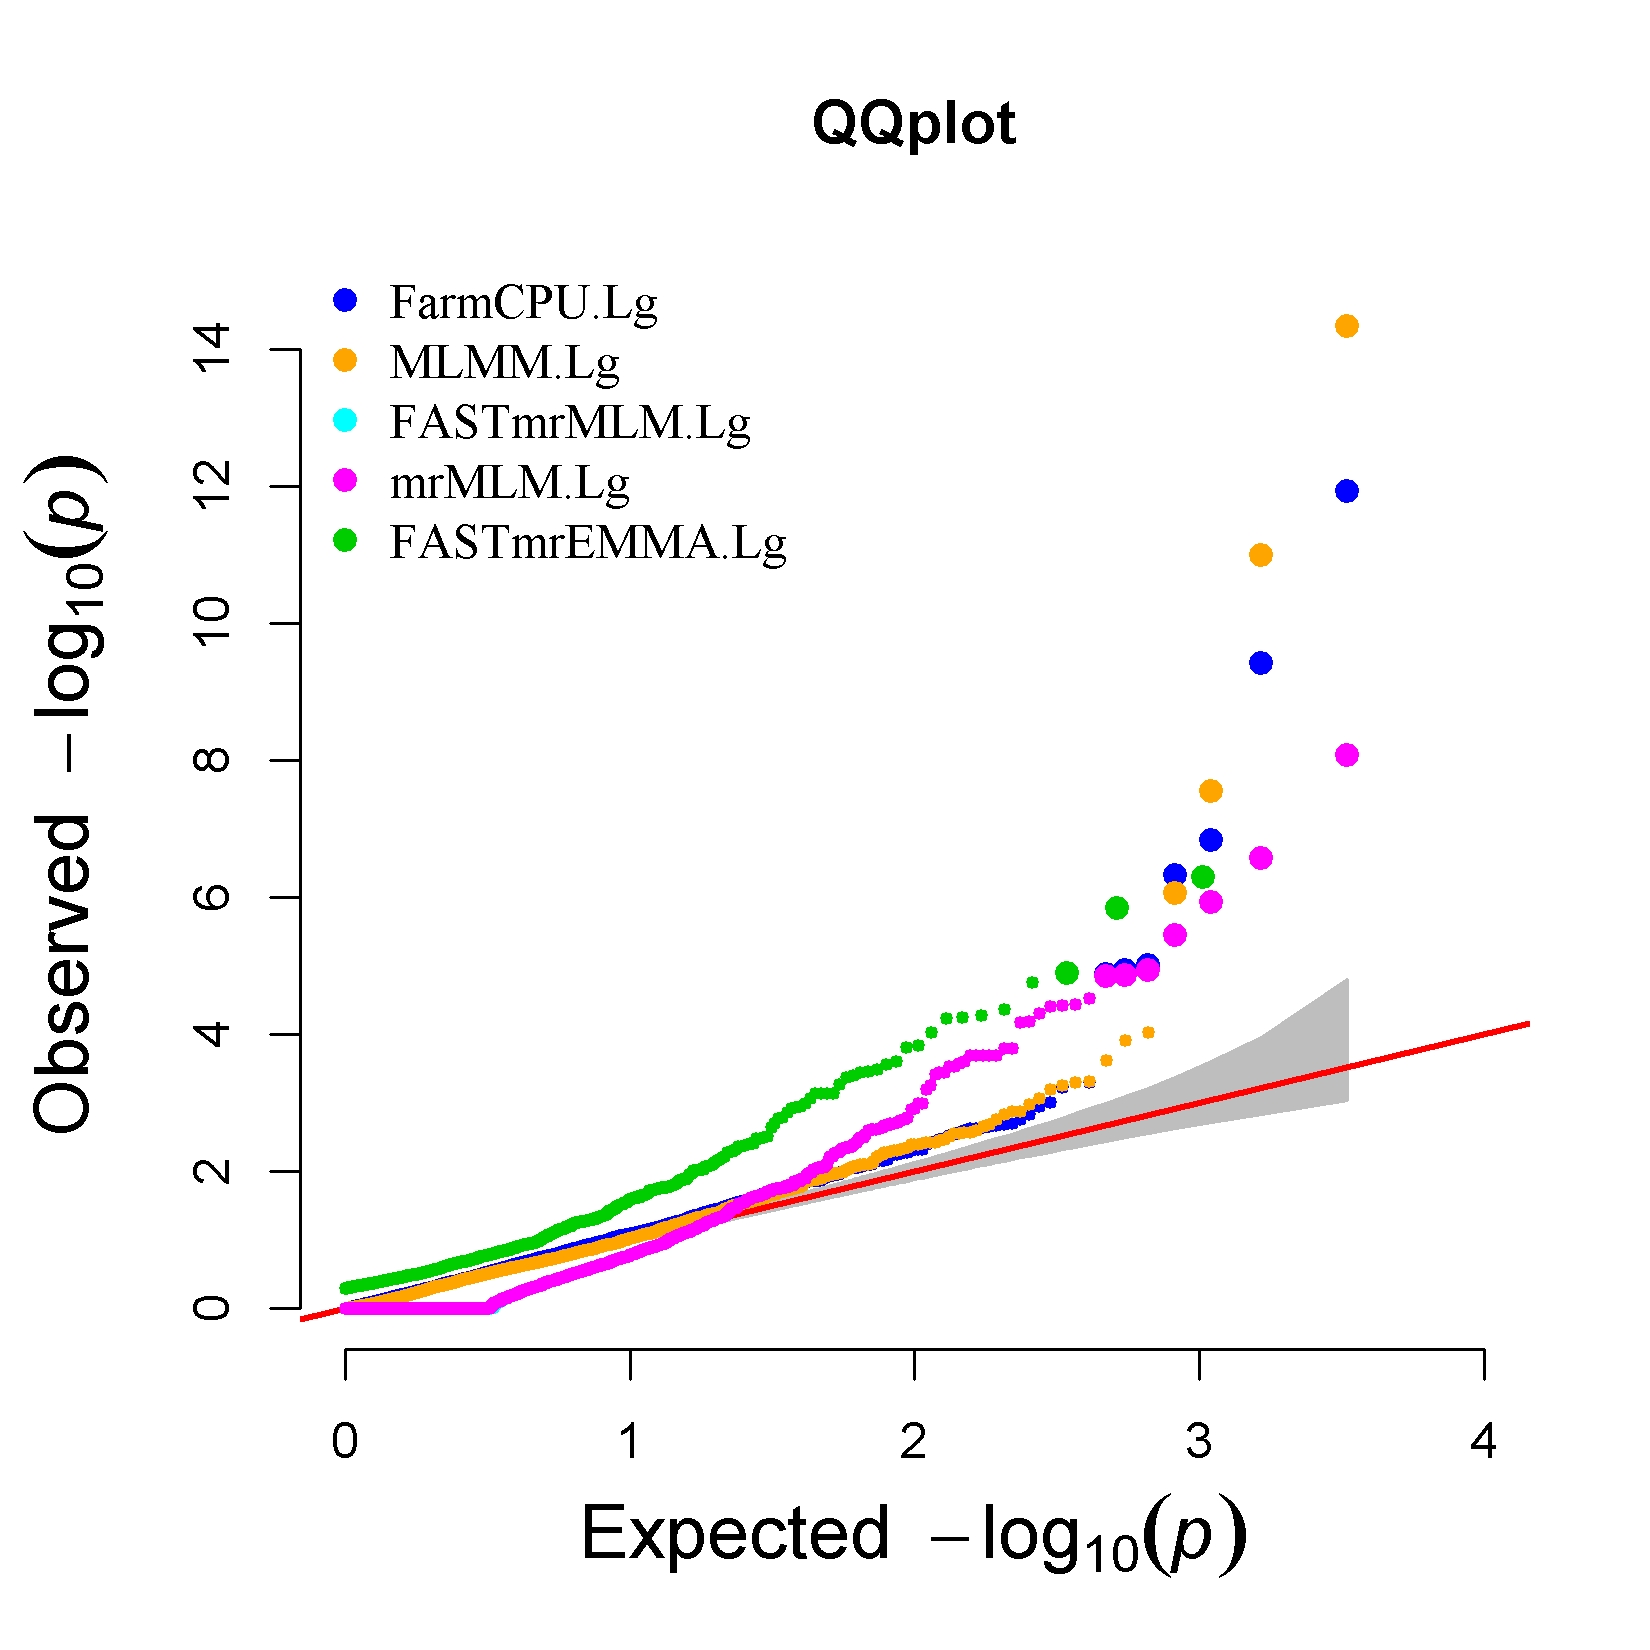 QQplot
FarmCPU.Lg
MLMM.Lg
FASTmrMLM.Lg
mrMLM.Lg
FASTmrEMMA.Lg
Observed −log₁₀(p)
14
12
10
8
6
4
2
0
0 1 2 3 4
Expected −log₁₀(p)